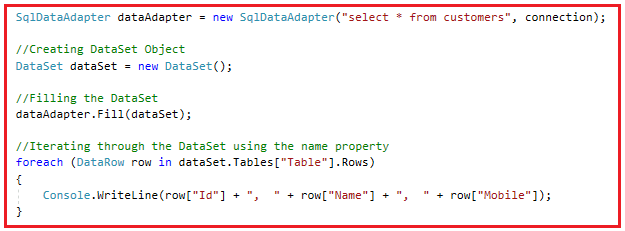 SqlDataAdapter dataAdapter = new SqlDataAdapter("select * from customers", connection);
//Creating DataSet Object
DataSet dataSet = new DataSet();
//Filling the DataSet
dataAdapter.Fill(dataSet);
//Iterating through the DataSet using the name property
foreach (DataRow row in dataSet.Tables["Table"].Rows)
{
    Console.WriteLine(row["Id"] + ",  " + row["Name"] + ",  " + row["Mobile"]);
}